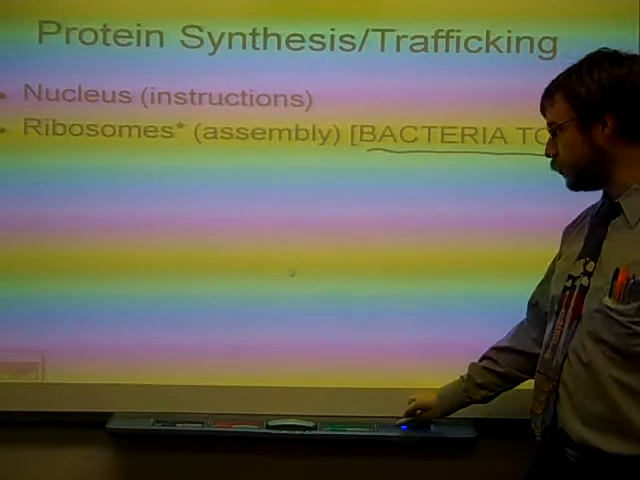 Protein Synthesis/Trafficking
Nucleus (instructions)
Ribosomes* (assembly) [BACTERIA